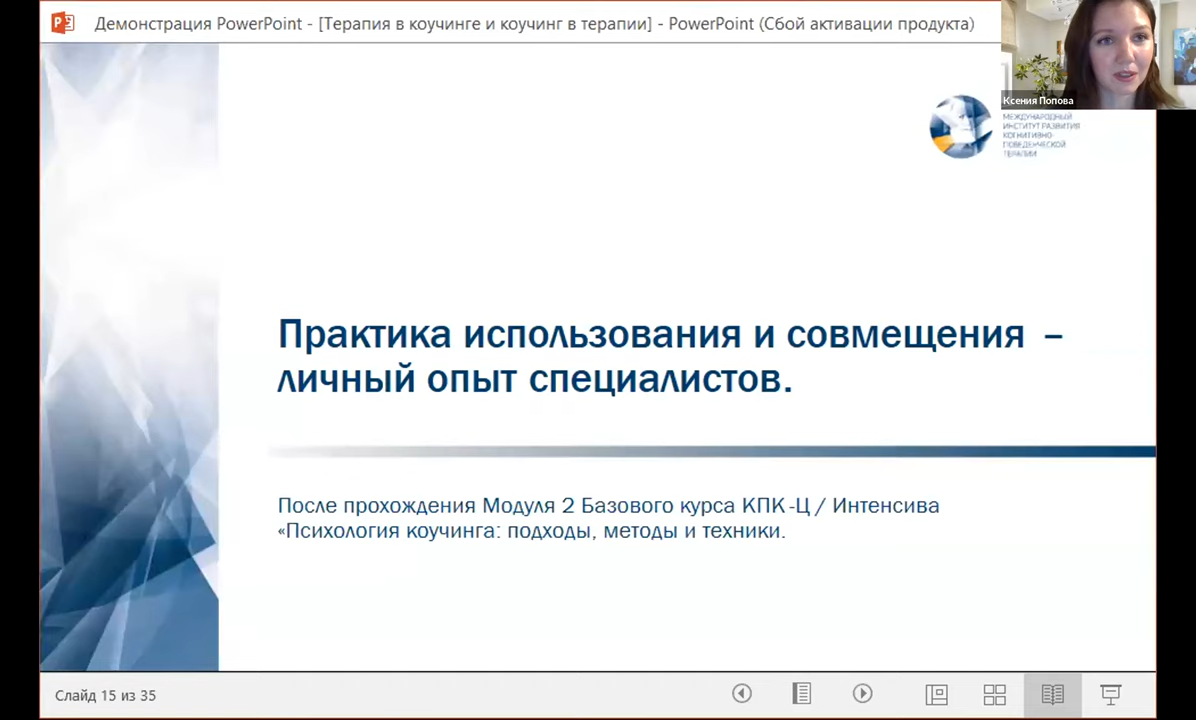 Демонстрация PowerPoint - [Терапия в коучинге и коучинг в терапии] - PowerPoint (Сбой активации продукта)
Ксения Попова
МЕЖДУНАРОДНЫЙ
ИНСТИТУТ РАЗВИТИЯ
КОГНИТИВНО-
ПОВЕДЕНЧЕСКОЙ
ТЕРАПИИ
Практика использования и совмещения –
личный опыт специалистов.
После прохождения Модуля 2 Базового курса КПК -Ц / Интенсива
«Психология коучинга: подходы, методы и техники.
Слайд 15 из 35